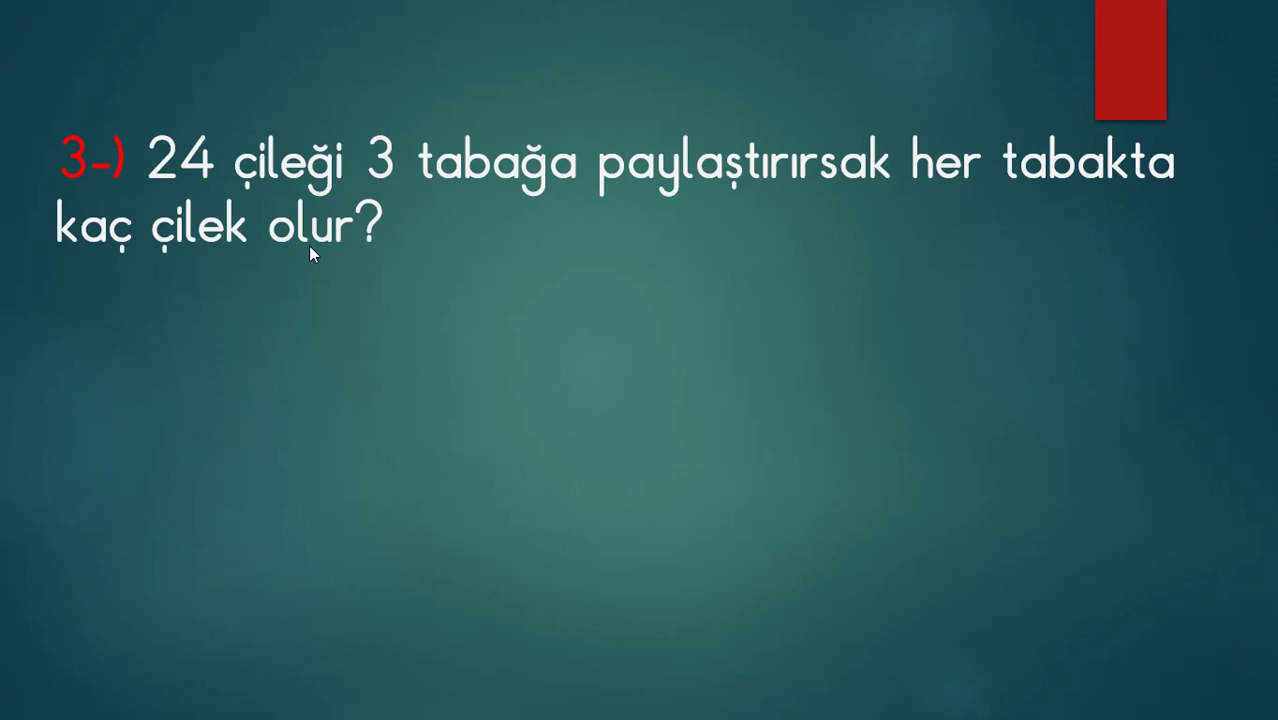 3-) 24 çileği 3 tabağa paylaştırırsak her tabakta
kaç çilek olur?